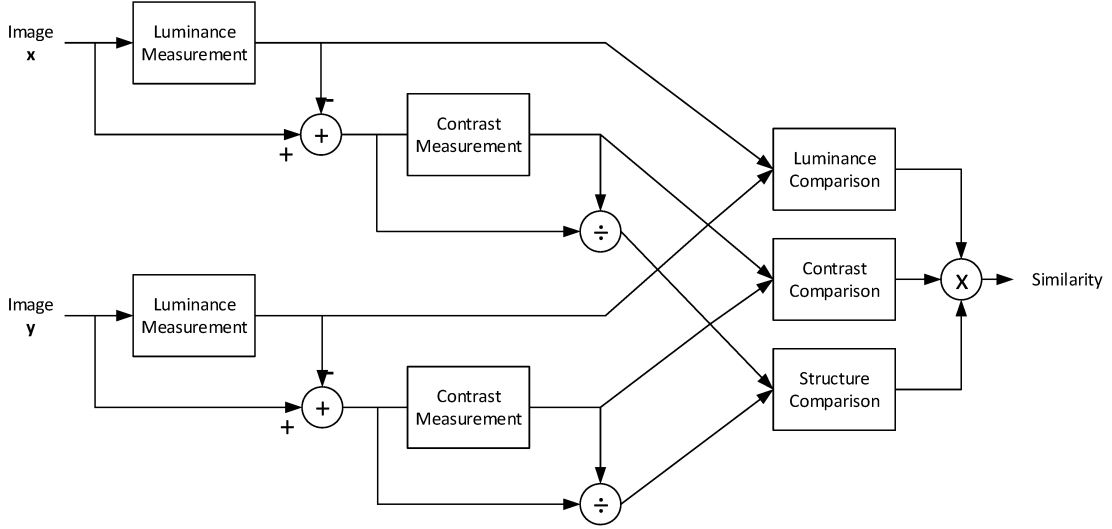 Image
x
Luminance
Measurement
-
+
+
Contrast
Measurement
÷
Luminance
Comparison
Image
y
Luminance
Measurement
-
+
+
Contrast
Measurement
÷
Contrast
Comparison
x
Similarity
Structure
Comparison